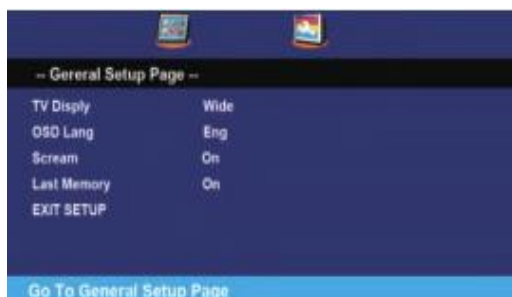 -- Gereral Setup Page --
TV Disply Wide
OSD Lang Eng
Scream On
Last Memory On
EXIT SETUP
Go To General Setup Page